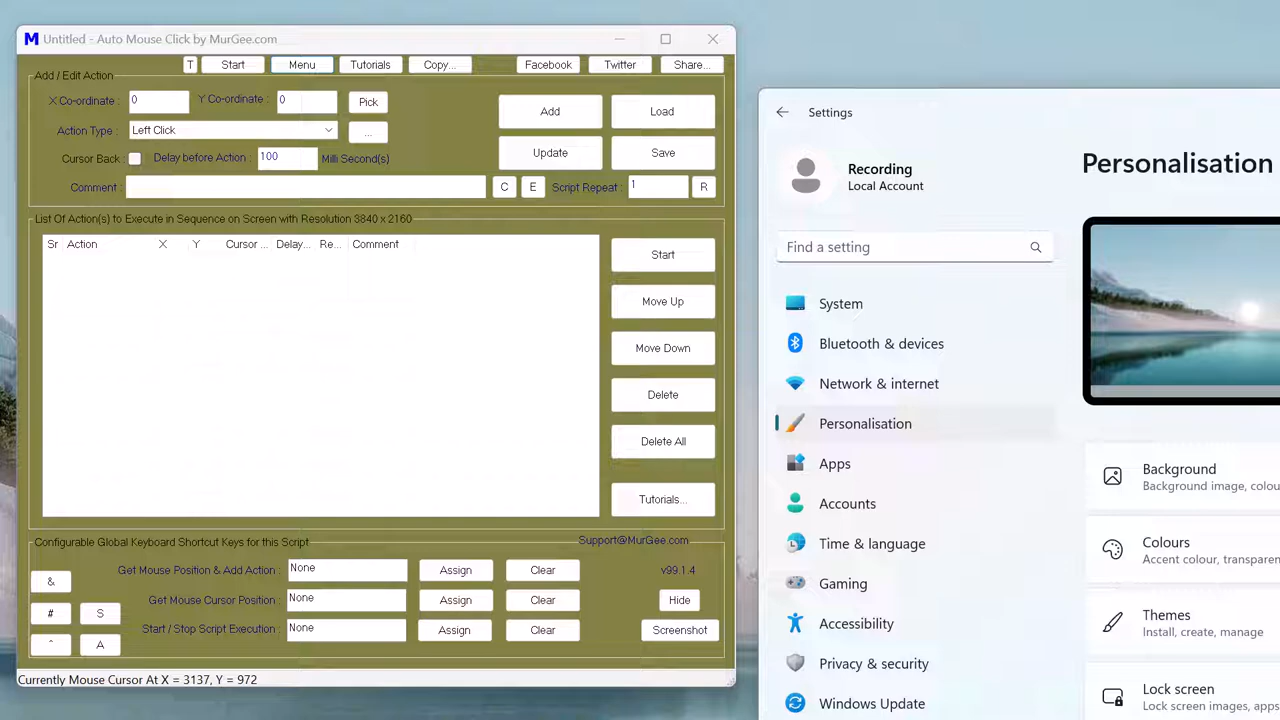 M Untitled - Auto Mouse Click by MurGee.com
T Start Menu Tutorials Copy... Facebook Twitter Share...
Add / Edit Action
X Co-ordinate : 0 Y Co-ordinate : 0 Pick
Add Load
Action Type : Left Click ...
Cursor Back : Delay before Action : 100 Milli Second(s)
Update Save
Comment : C E Script Repeat : 1 R
List Of Action(s) to Execute in Sequence on Screen with Resolution 3840 x 2160
Sr Action X Y Cursor ... Delay... Re... Comment
Start
Move Up
Move Down
Delete
Delete All
Tutorials...
Configurable Global Keyboard Shortcut Keys for this Script
Support@MurGee.com
Get Mouse Position & Add Action : None Assign Clear v99.1.4
&
Get Mouse Cursor Position : None Assign Clear Hide
# S
Start / Stop Script Execution : None Assign Clear Screenshot
^ A
Currently Mouse Cursor At X = 3137, Y = 972
Settings
Recording
Local Account
Find a setting
System
Bluetooth & devices
Network & internet
Personalisation
Apps
Accounts
Time & language
Gaming
Accessibility
Privacy & security
Windows Update
Personalisation
Background
Background image, colou
Colours
Accent colour, transparen
Themes
Install, create, manage
Lock screen
Lock screen images, apps